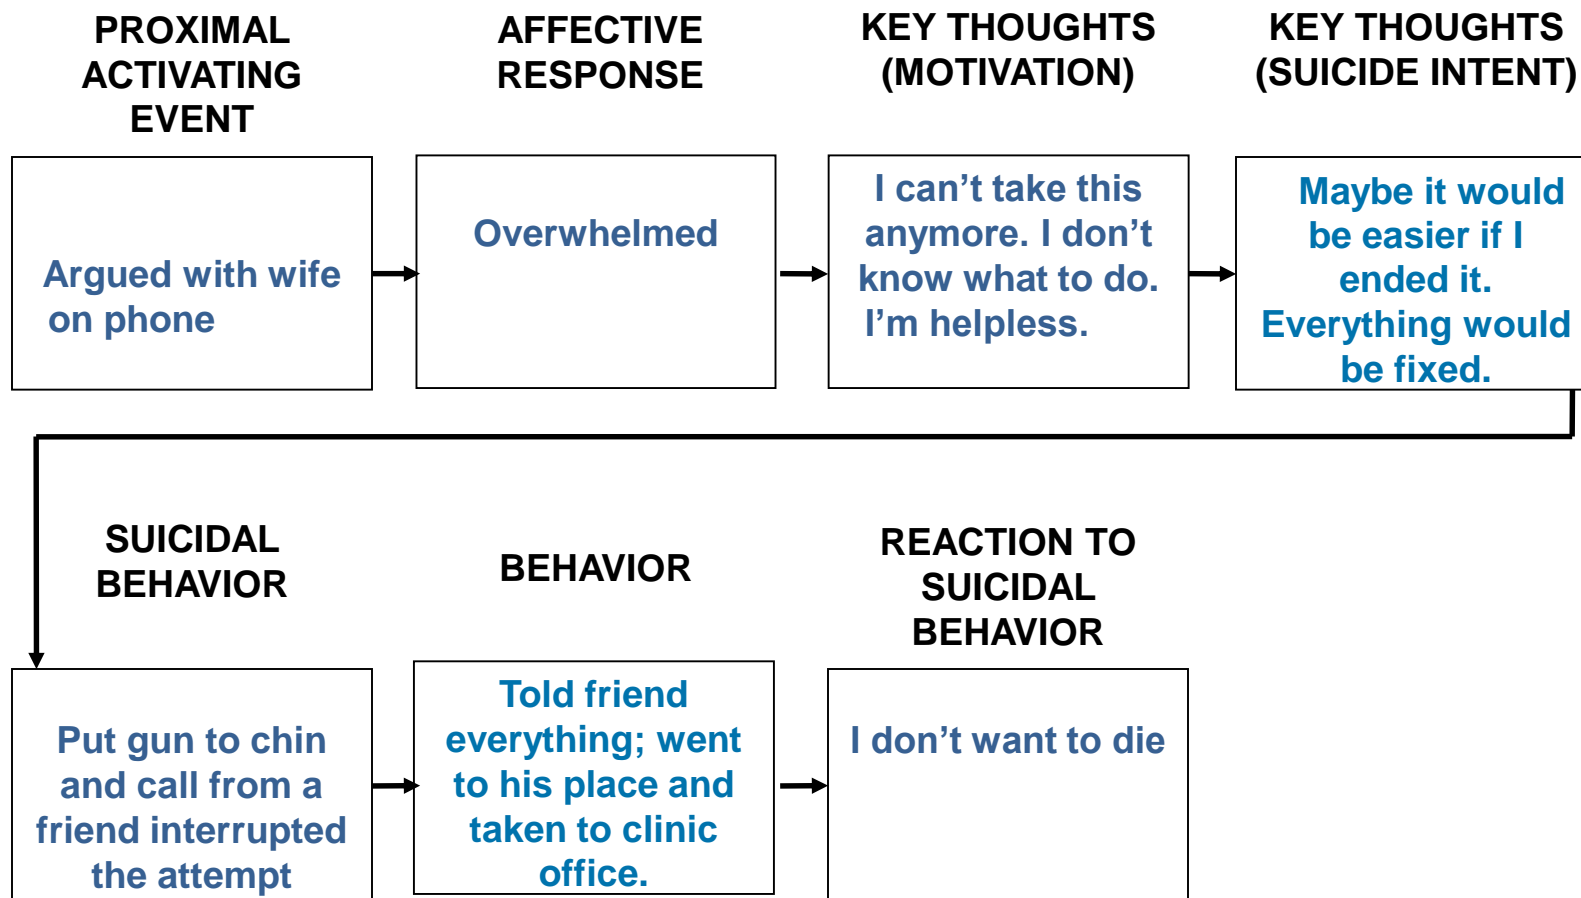 PROXIMAL
ACTIVATING
EVENT
AFFECTIVE
RESPONSE
KEY THOUGHTS
(MOTIVATION)
KEY THOUGHTS
(SUICIDE INTENT)
Argued with wife
on phone
Overwhelmed
I can’t take this
anymore. I don’t
know what to do.
I’m helpless.
Maybe it would
be easier if I
ended it.
Everything would
be fixed.
SUICIDAL
BEHAVIOR
BEHAVIOR
REACTION TO
SUICIDAL
BEHAVIOR
Put gun to chin
and call from a
friend interrupted
the attempt
Told friend
everything; went
to his place and
taken to clinic
office.
I don’t want to die